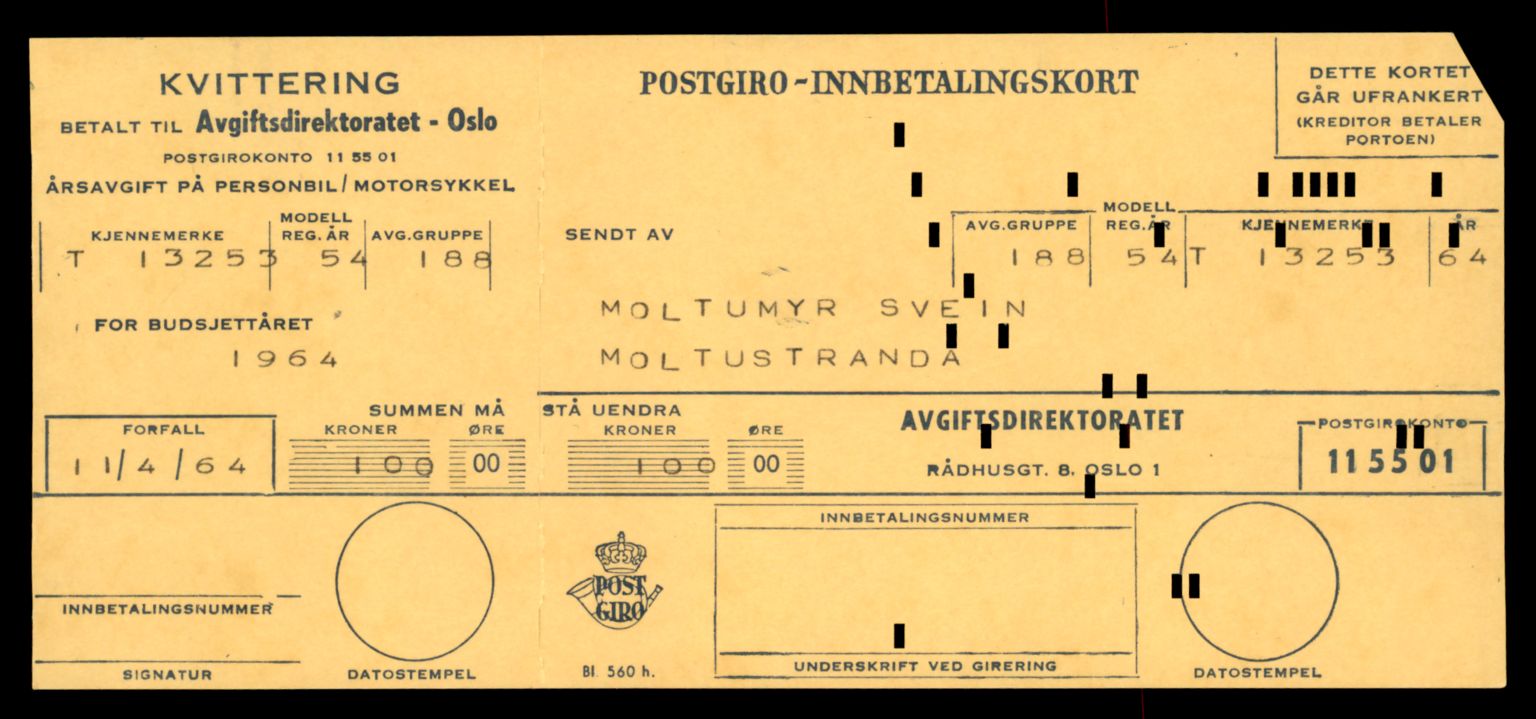 KVITTERING
BETALT TIL Avgiftsdirektoratet - Oslo
POSTGIROKONTO 11 55 01
ÅRSAVGIFT PÅ PERSONBIL/MOTORSYKKEL
KJENNEMERKE MODELL REG.ÅR AVG.GRUPPE
T 13253 54 188
FOR BUDSJETTÅRET
1964
POSTGIRO-INNBETALINGSKORT
DETTE KORTET
GÅR UFRANKERT
(KREDITOR BETALER
PORTOEN)
SENDT AV
AVG.GRUPPE MODELL REG.ÅR KJENNEMERKE ÅR
188 54 T 13253 64
MOLTUMYR SVEIN
MOLTUSTRANDA
SUMMEN MÅ STÅ UENDRA
FORFALL KRONER ØRE KRONER ØRE
11/4/64 100 00 100 00
AVGIFTSDIREKTORATET
RÅDHUSGT. 8. OSLO 1
POSTGIROKONTO
11 55 01
INNBETALINGSNUMMER
SIGNATUR
DATOSTEMPEL
POST
GIRO
Bl. 560 h.
INNBETALINGSNUMMER
UNDERSKRIFT VED GIRERING
DATOSTEMPEL